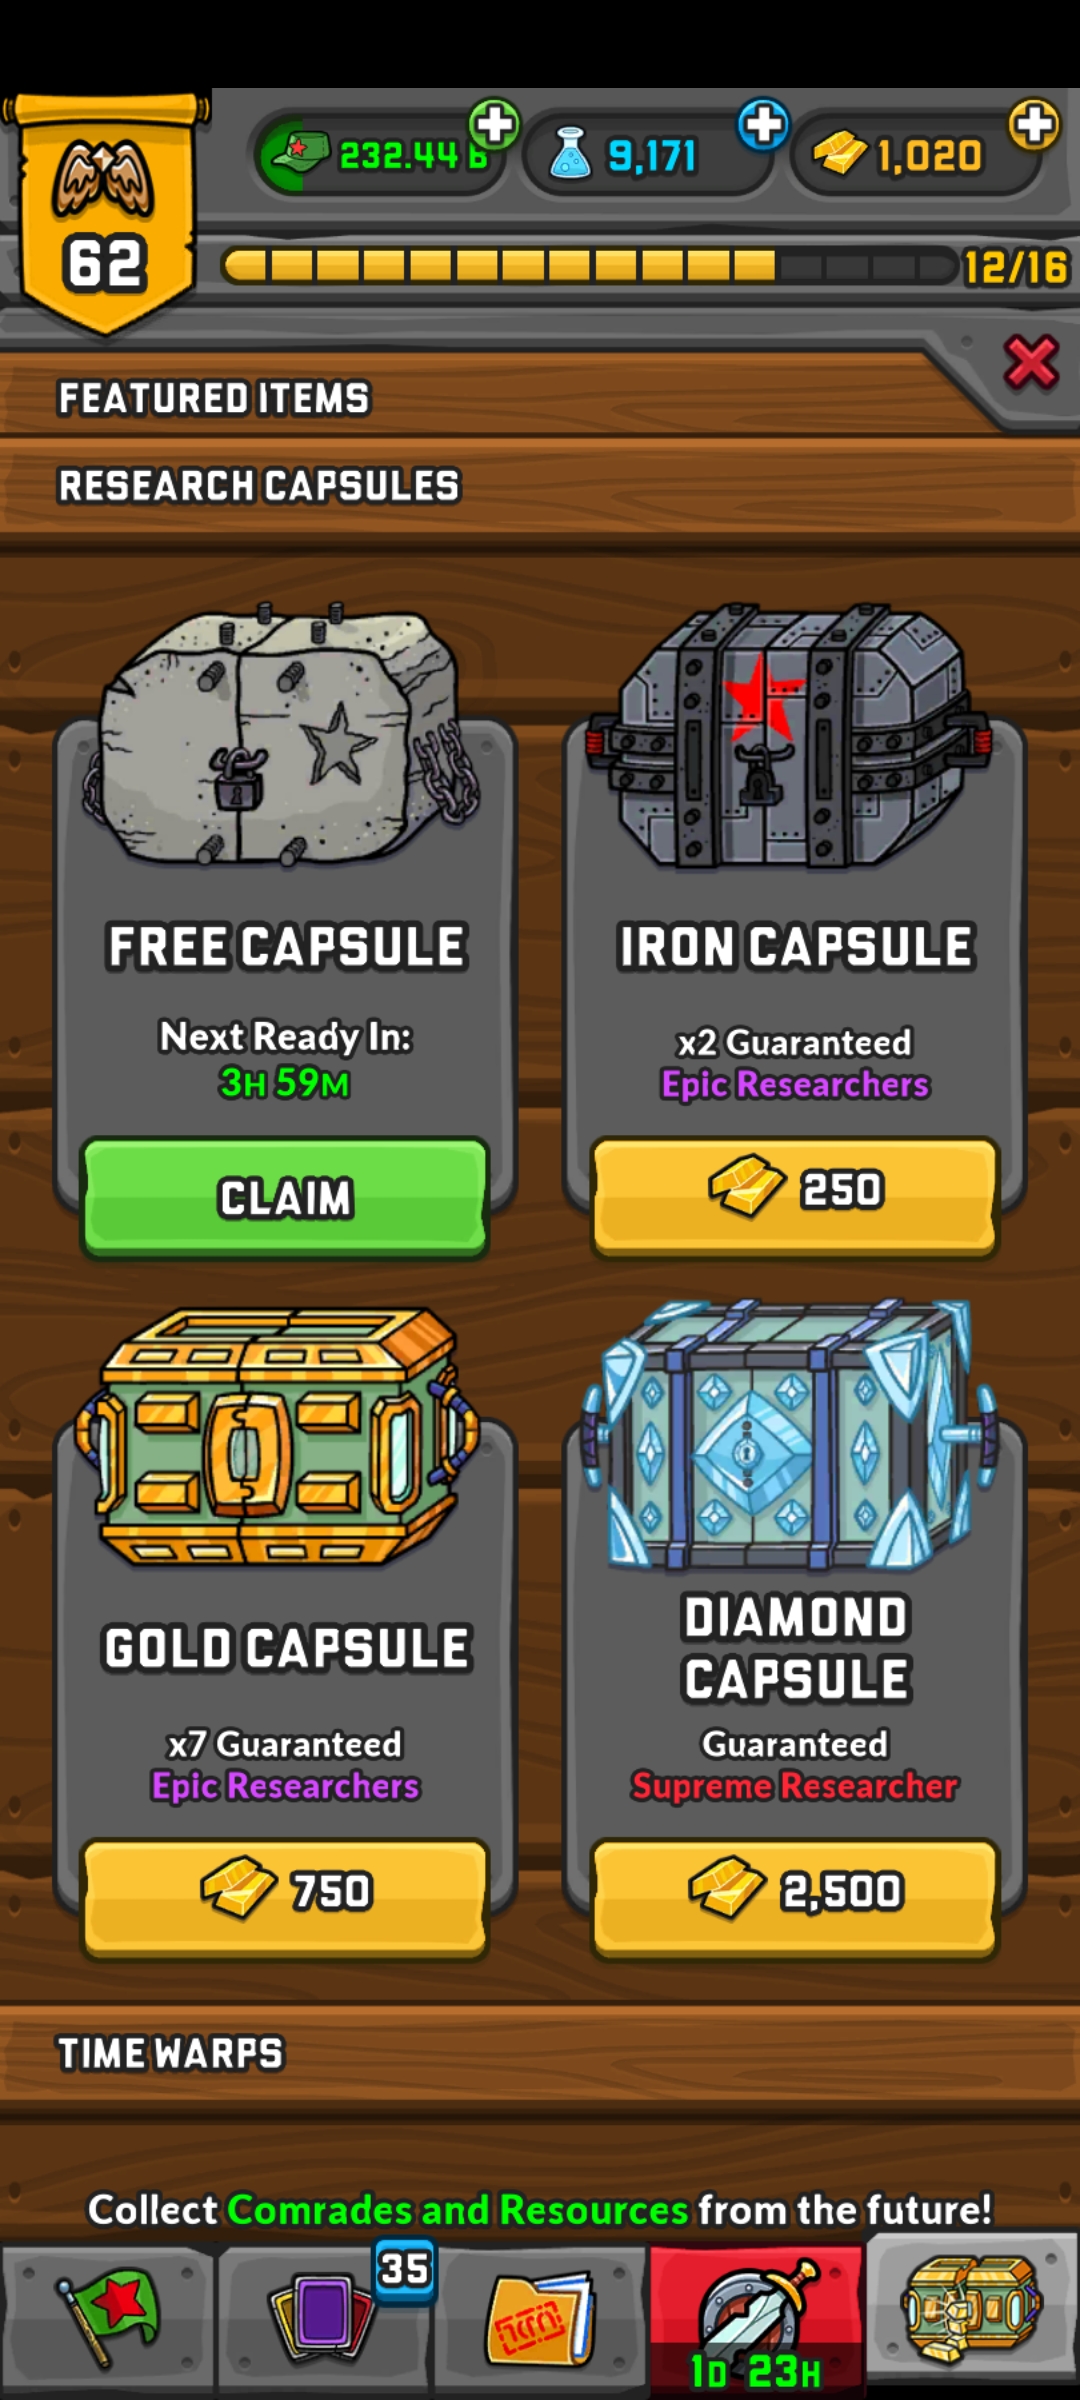 232.44 B
9,171
1,020
62
12/16
FEATURED ITEMS
RESEARCH CAPSULES
FREE CAPSULE
Next Ready In:
3H 59M
CLAIM
IRON CAPSULE
x2 Guaranteed
Epic Researchers
250
GOLD CAPSULE
x7 Guaranteed
Epic Researchers
750
DIAMOND
CAPSULE
Guaranteed
Supreme Researcher
2,500
TIME WARPS
Collect Comrades and Resources from the future!
35
1D 23H